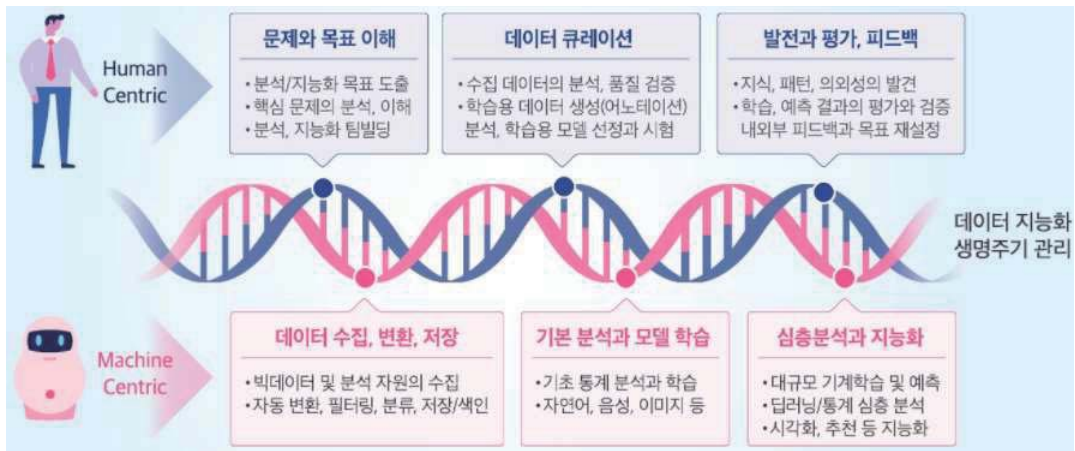 Human
Centric
문제와 목표 이해
• 분석/지능화 목표 도출
• 핵심 문제의 분석, 이해
• 분석, 지능화 팀빌딩
데이터 큐레이션
• 수집 데이터의 분석, 품질 검증
• 학습용 데이터 생성(어노테이션)
분석, 학습용 모델 선정과 시험
발전과 평가, 피드백
• 지식, 패턴, 의외성의 발견
• 학습, 예측 결과의 평가와 검증
내외부 피드백과 목표 재설정
데이터 지능화
생명주기 관리
Machine
Centric
데이터 수집, 변환, 저장
• 빅데이터 및 분석 자원의 수집
• 자동 변환, 필터링, 분류, 저장/색인
기본 분석과 모델 학습
• 기초 통계 분석과 학습
• 자연어, 음성, 이미지 등
심층분석과 지능화
• 대규모 기계학습 및 예측
• 딥러닝/통계 심층 분석
• 시각화, 추천 등 지능화